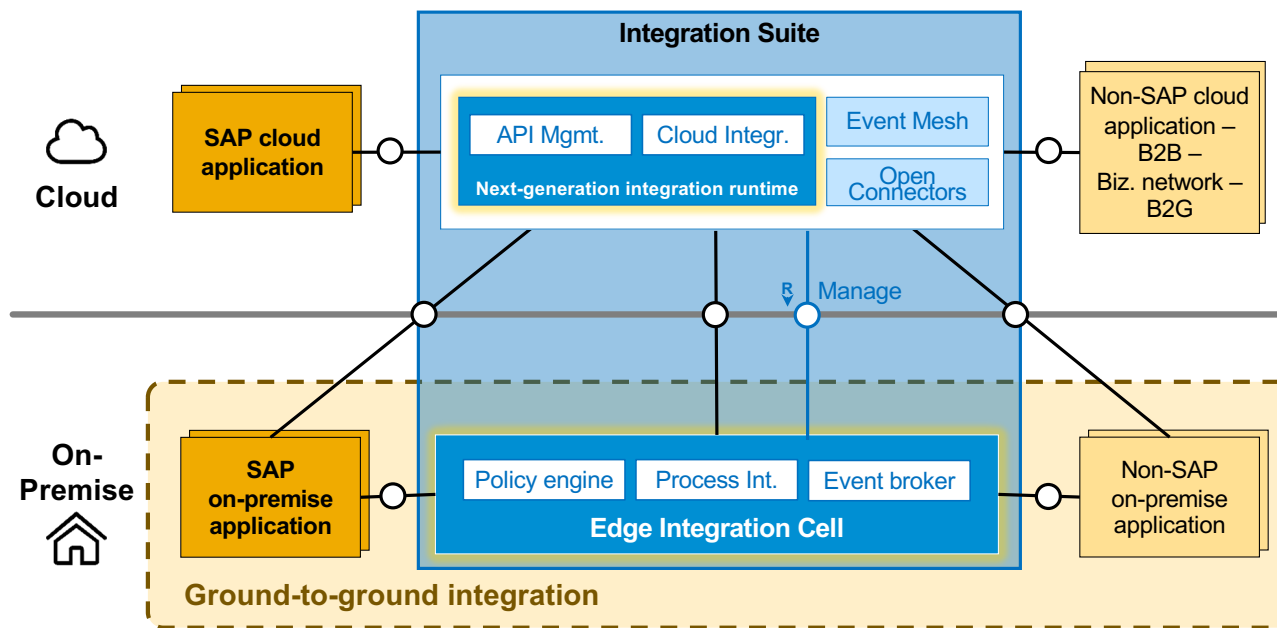 Integration Suite
SAP cloud
application
API Mgmt.
Cloud Integr.
Next-generation integration runtime
Event Mesh
Open
Connectors
Non-SAP cloud
application –
B2B –
Biz. network –
B2G
Cloud
R
Manage
On-
Premise
SAP
on-premise
application
Policy engine
Process Int.
Event broker
Edge Integration Cell
Non-SAP
on-premise
application
Ground-to-ground integration